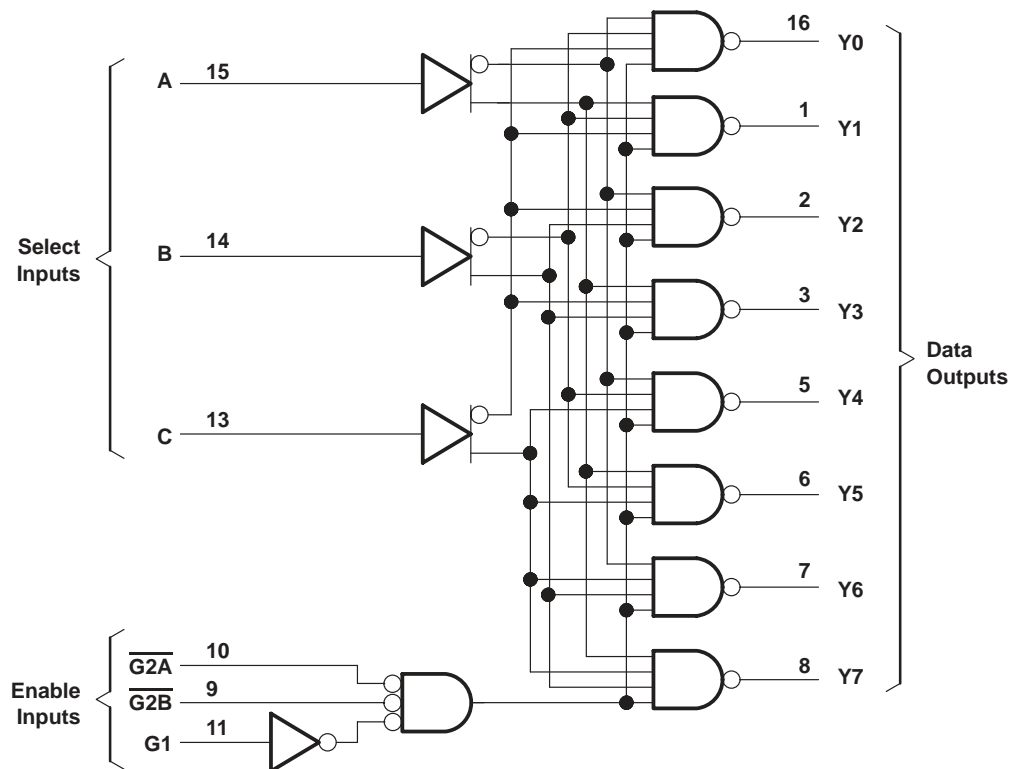 16
Y0
A
15
1
Y1
2
Y2
Select
Inputs
B
14
3
Y3
Data
Outputs
5
Y4
C
13
6
Y5
7
Y6
Enable
Inputs
G2A
10
G2B
9
G1
11
8
Y7